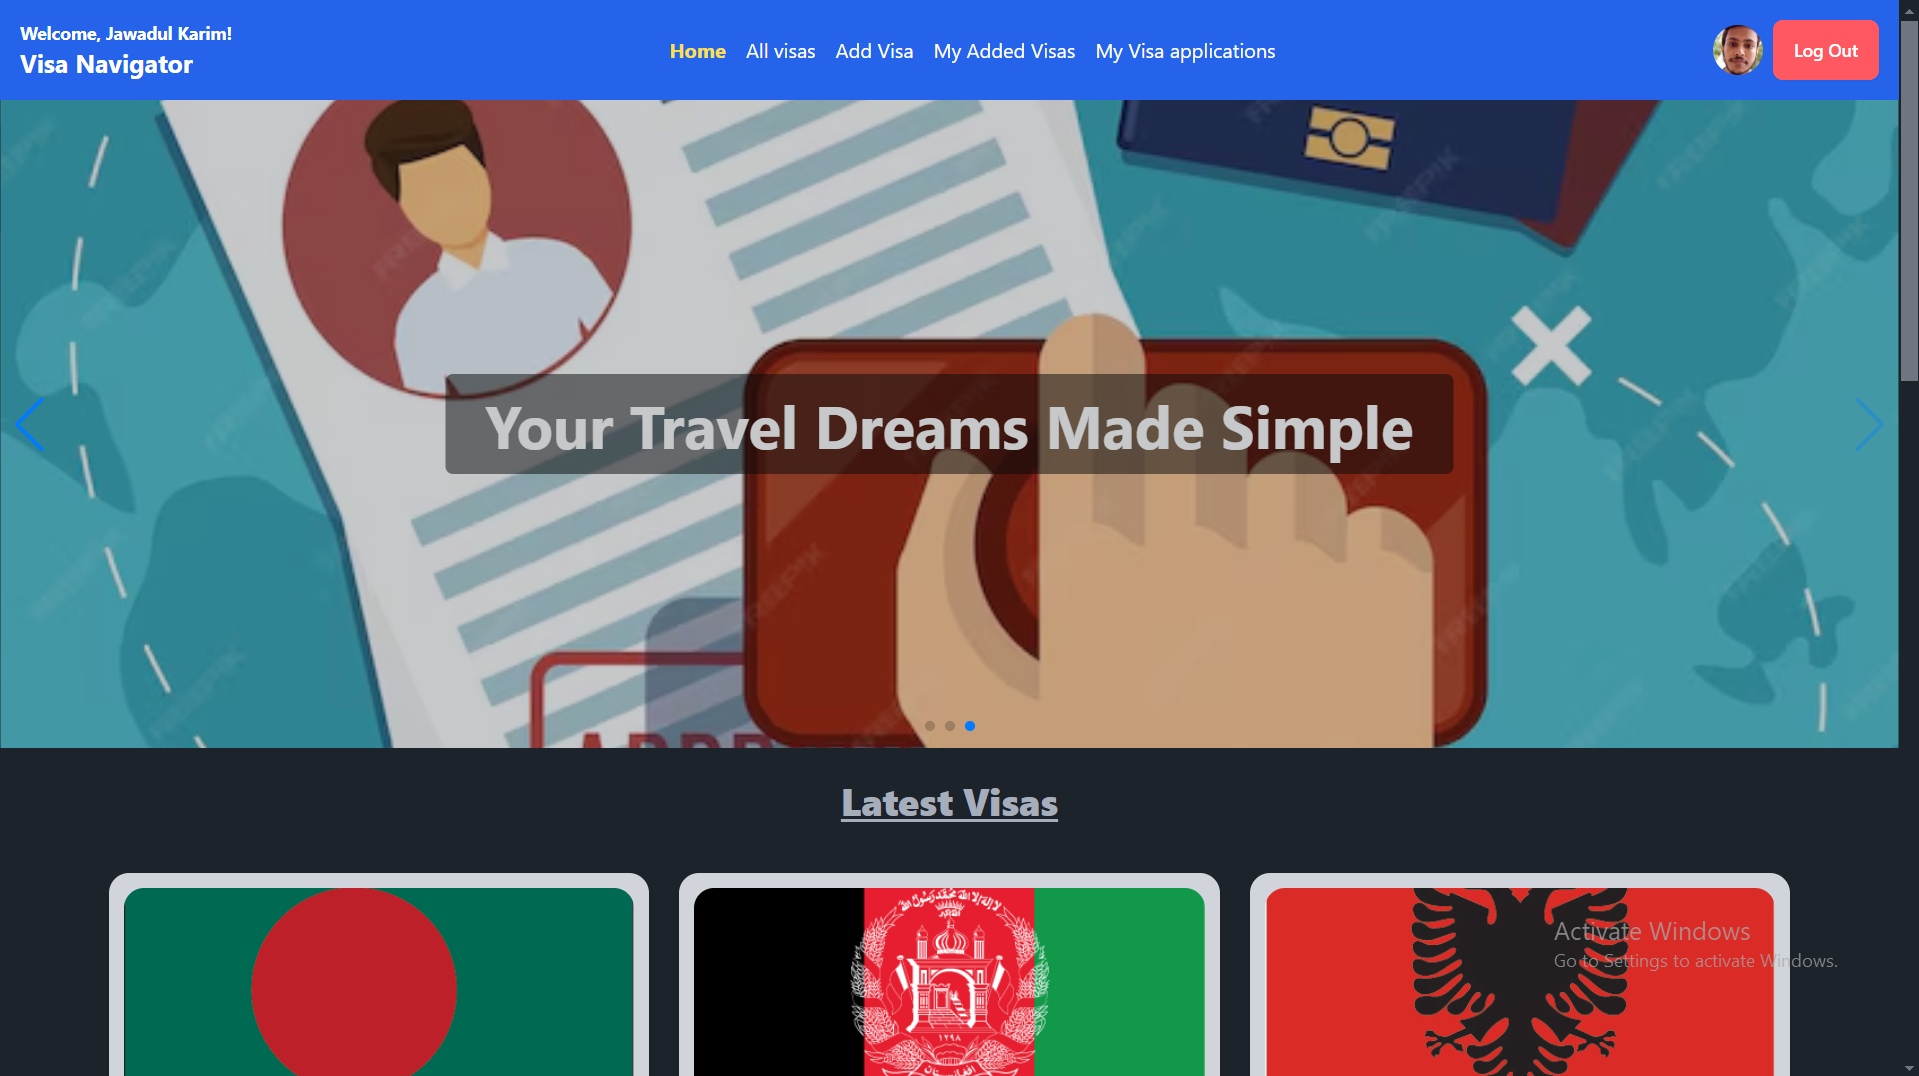 Welcome, Jawadul Karim!
Visa Navigator
Home
All visas
Add Visa
My Added Visas
My Visa applications
Log Out
Your Travel Dreams Made Simple
Latest Visas
Activate Windows
Go to Settings to activate Windows.